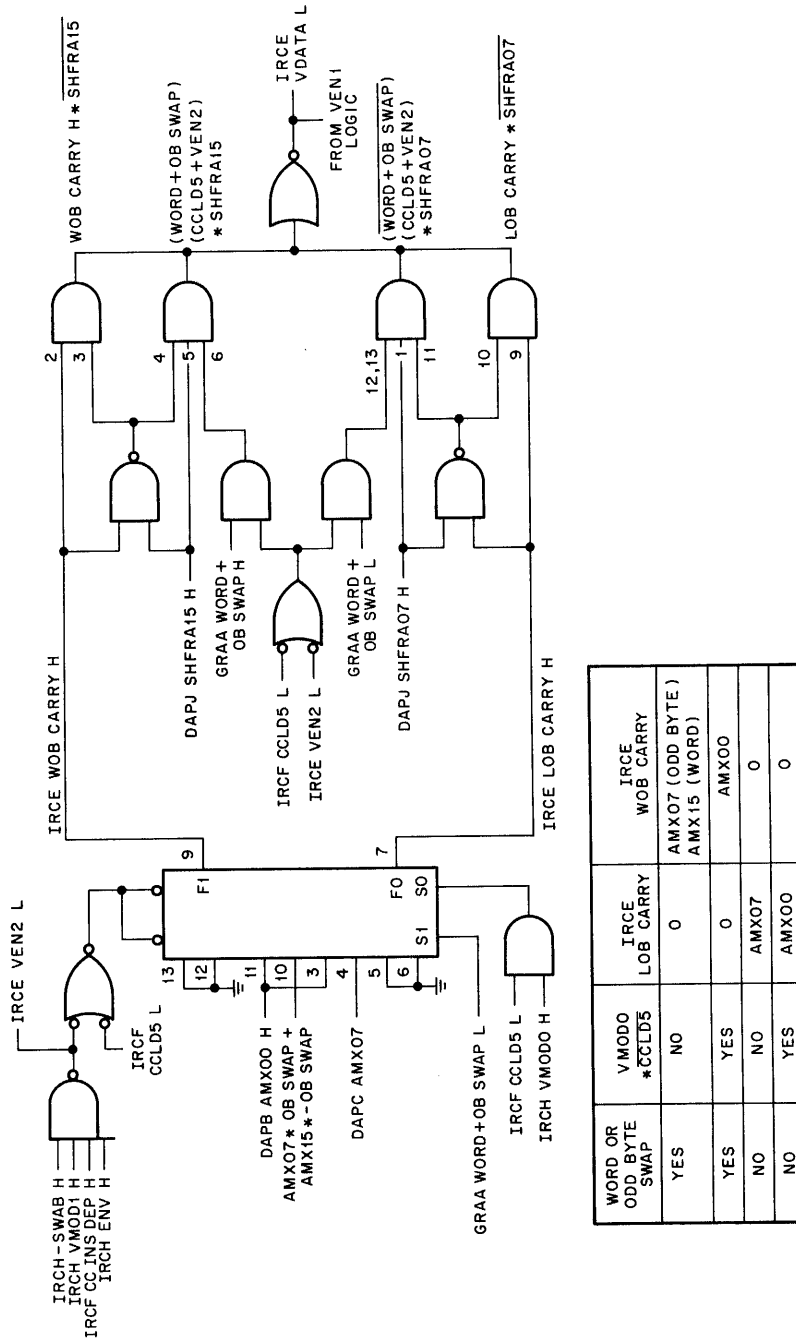 IRCH-SWAB H
IRCH VMOD1 H
IRCF CC INS DEP H
IRCH ENV H
IRCE VEN2 L
IRCF
CCLD5 L
13
12
11
10
3
4
5
6
9
F1
7
F0
S1
S0
DAPB AMX00 H
AMX07* OB SWAP +
AMX15*-OB SWAP
DAPC AMX07
GRAA WORD+OB SWAP L
IRCF CCLD5 L
IRCH VMODO H
IRCE WOB CARRY H
DAPJ SHFRA15 H
GRAA WORD+
OB SWAP H
IRCF CCLD5 L
IRCE VEN2 L
GRAA WORD+
OB SWAP L
DAPJ SHFRA07 H
IRCE LOB CARRY H
2
3
4
5
6
12,13
1
11
10
9
WOB CARRY H * SHFRA15
(WORD+OB SWAP)
(CCLD5+VEN2)
* SHFRA15
IRCE
VDATA L
FROM VEN1
LOGIC
(WORD+OB SWAP)
(CCLD5+VEN2)
* SHFRA07
LOB CARRY * SHFRA07
WORD OR
ODD BYTE
SWAP
VMODO
*CCLD5
IRCE
LOB CARRY
IRCE
WOB CARRY
YES NO 0 AMX07 (ODD BYTE)
AMX15 (WORD)
YES YES 0 AMX00
NO NO AMX07 0
NO YES AMX00 0